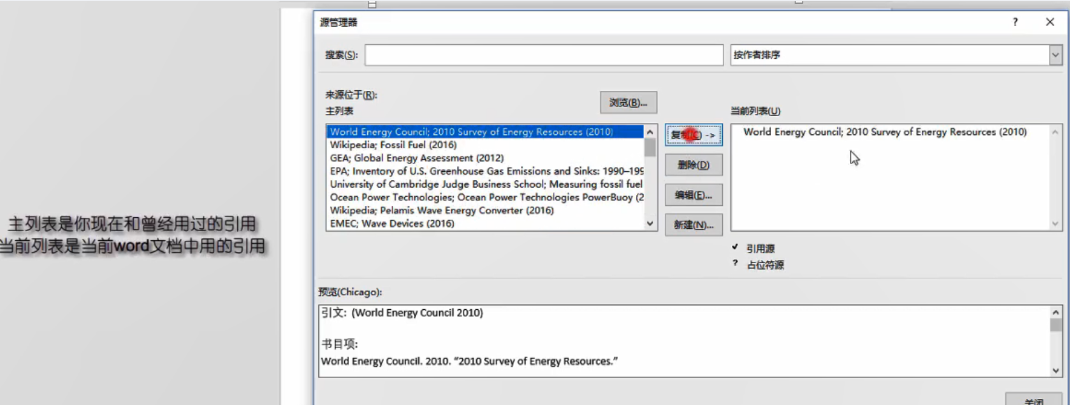 源管理器
? ×
搜索(S):
按作者排序
来源位于(R):
浏览(B)...
主列表
当前列表(U)
World Energy Council; 2010 Survey of Energy Resources (2010)
Wikipedia; Fossil Fuel (2016)
GEA; Global Energy Assessment (2012)
EPA; Inventory of U.S. Greenhouse Gas Emissions and Sinks: 1990–199
University of Cambridge Judge Business School; Measuring fossil fuel
Ocean Power Technologies; Ocean Power Technologies PowerBuoy (2
Wikipedia; Pelamis Wave Energy Converter (2016)
EMEC; Wave Devices (2016)
->
删除(D)
编辑(E)...
新建(N)...
World Energy Council; 2010 Survey of Energy Resources (2010)
✓ 引用源
? 占位符源
主列表是你现在和曾经用过的引用
当前列表是当前word文档中用的引用
预览(Chicago):
引文: (World Energy Council 2010)
书目项:
World Energy Council. 2010. “2010 Survey of Energy Resources.”
关闭